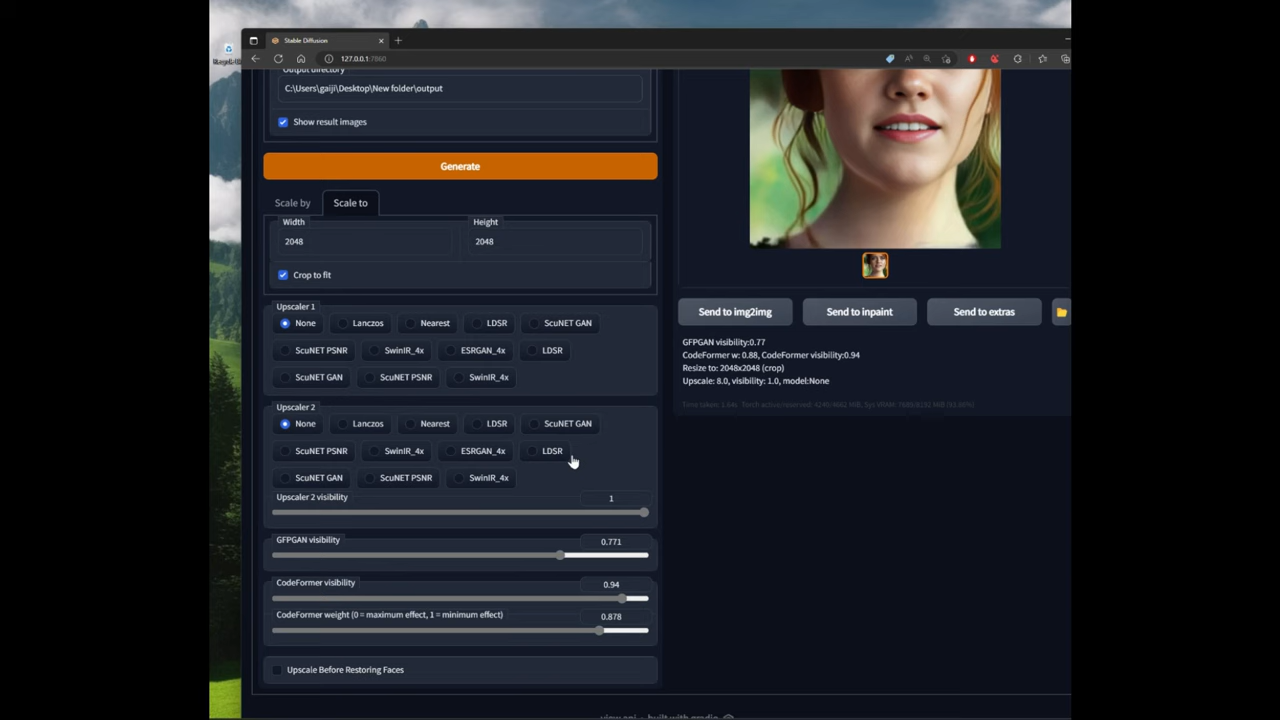 Stable Diffusion
127.0.0.1:7860
Output directory
C:\Users\gaiji\Desktop\New folder\output
Show result images
Generate
Scale by Scale to
Width Height
2048 2048
Crop to fit
Upscaler 1
None Lanczos Nearest LDSR ScuNET GAN
ScuNET PSNR SwinIR_4x ESRGAN_4x LDSR
ScuNET GAN ScuNET PSNR SwinIR_4x
Upscaler 2
None Lanczos Nearest LDSR ScuNET GAN
ScuNET PSNR SwinIR_4x ESRGAN_4x LDSR
ScuNET GAN ScuNET PSNR SwinIR_4x
Upscaler 2 visibility 1
GFPGAN visibility 0.771
CodeFormer visibility 0.94
CodeFormer weight (0 = maximum effect, 1 = minimum effect) 0.878
Upscale Before Restoring Faces
Send to img2img Send to inpaint Send to extras
GFPGAN visibility:0.77
CodeFormer w: 0.88, CodeFormer visibility:0.94
Resize to: 2048x2048 (crop)
Upscale: 8.0, visibility: 1.0, model:None